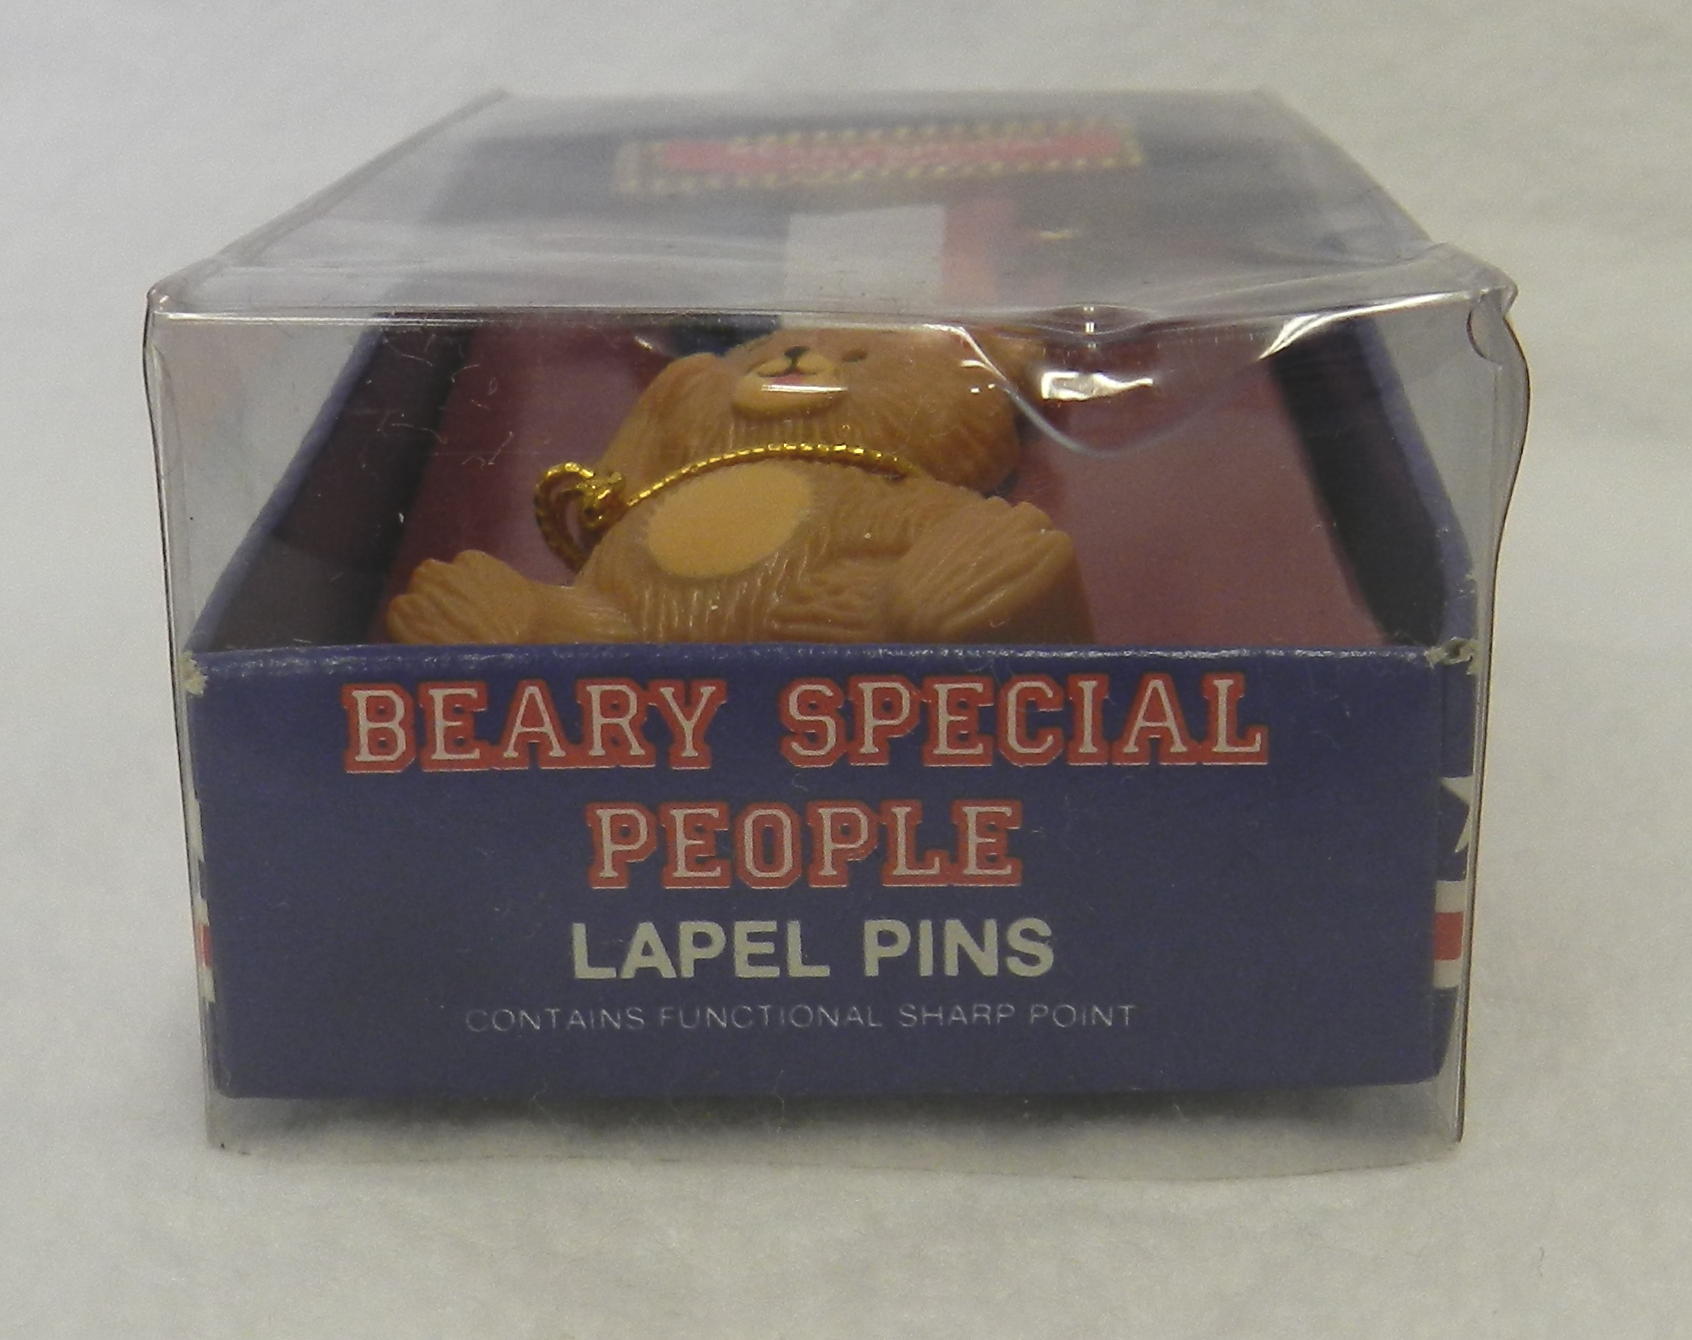 BEARY SPECIAL
PEOPLE
LAPEL PINS
CONTAINS FUNCTIONAL SHARP POINT